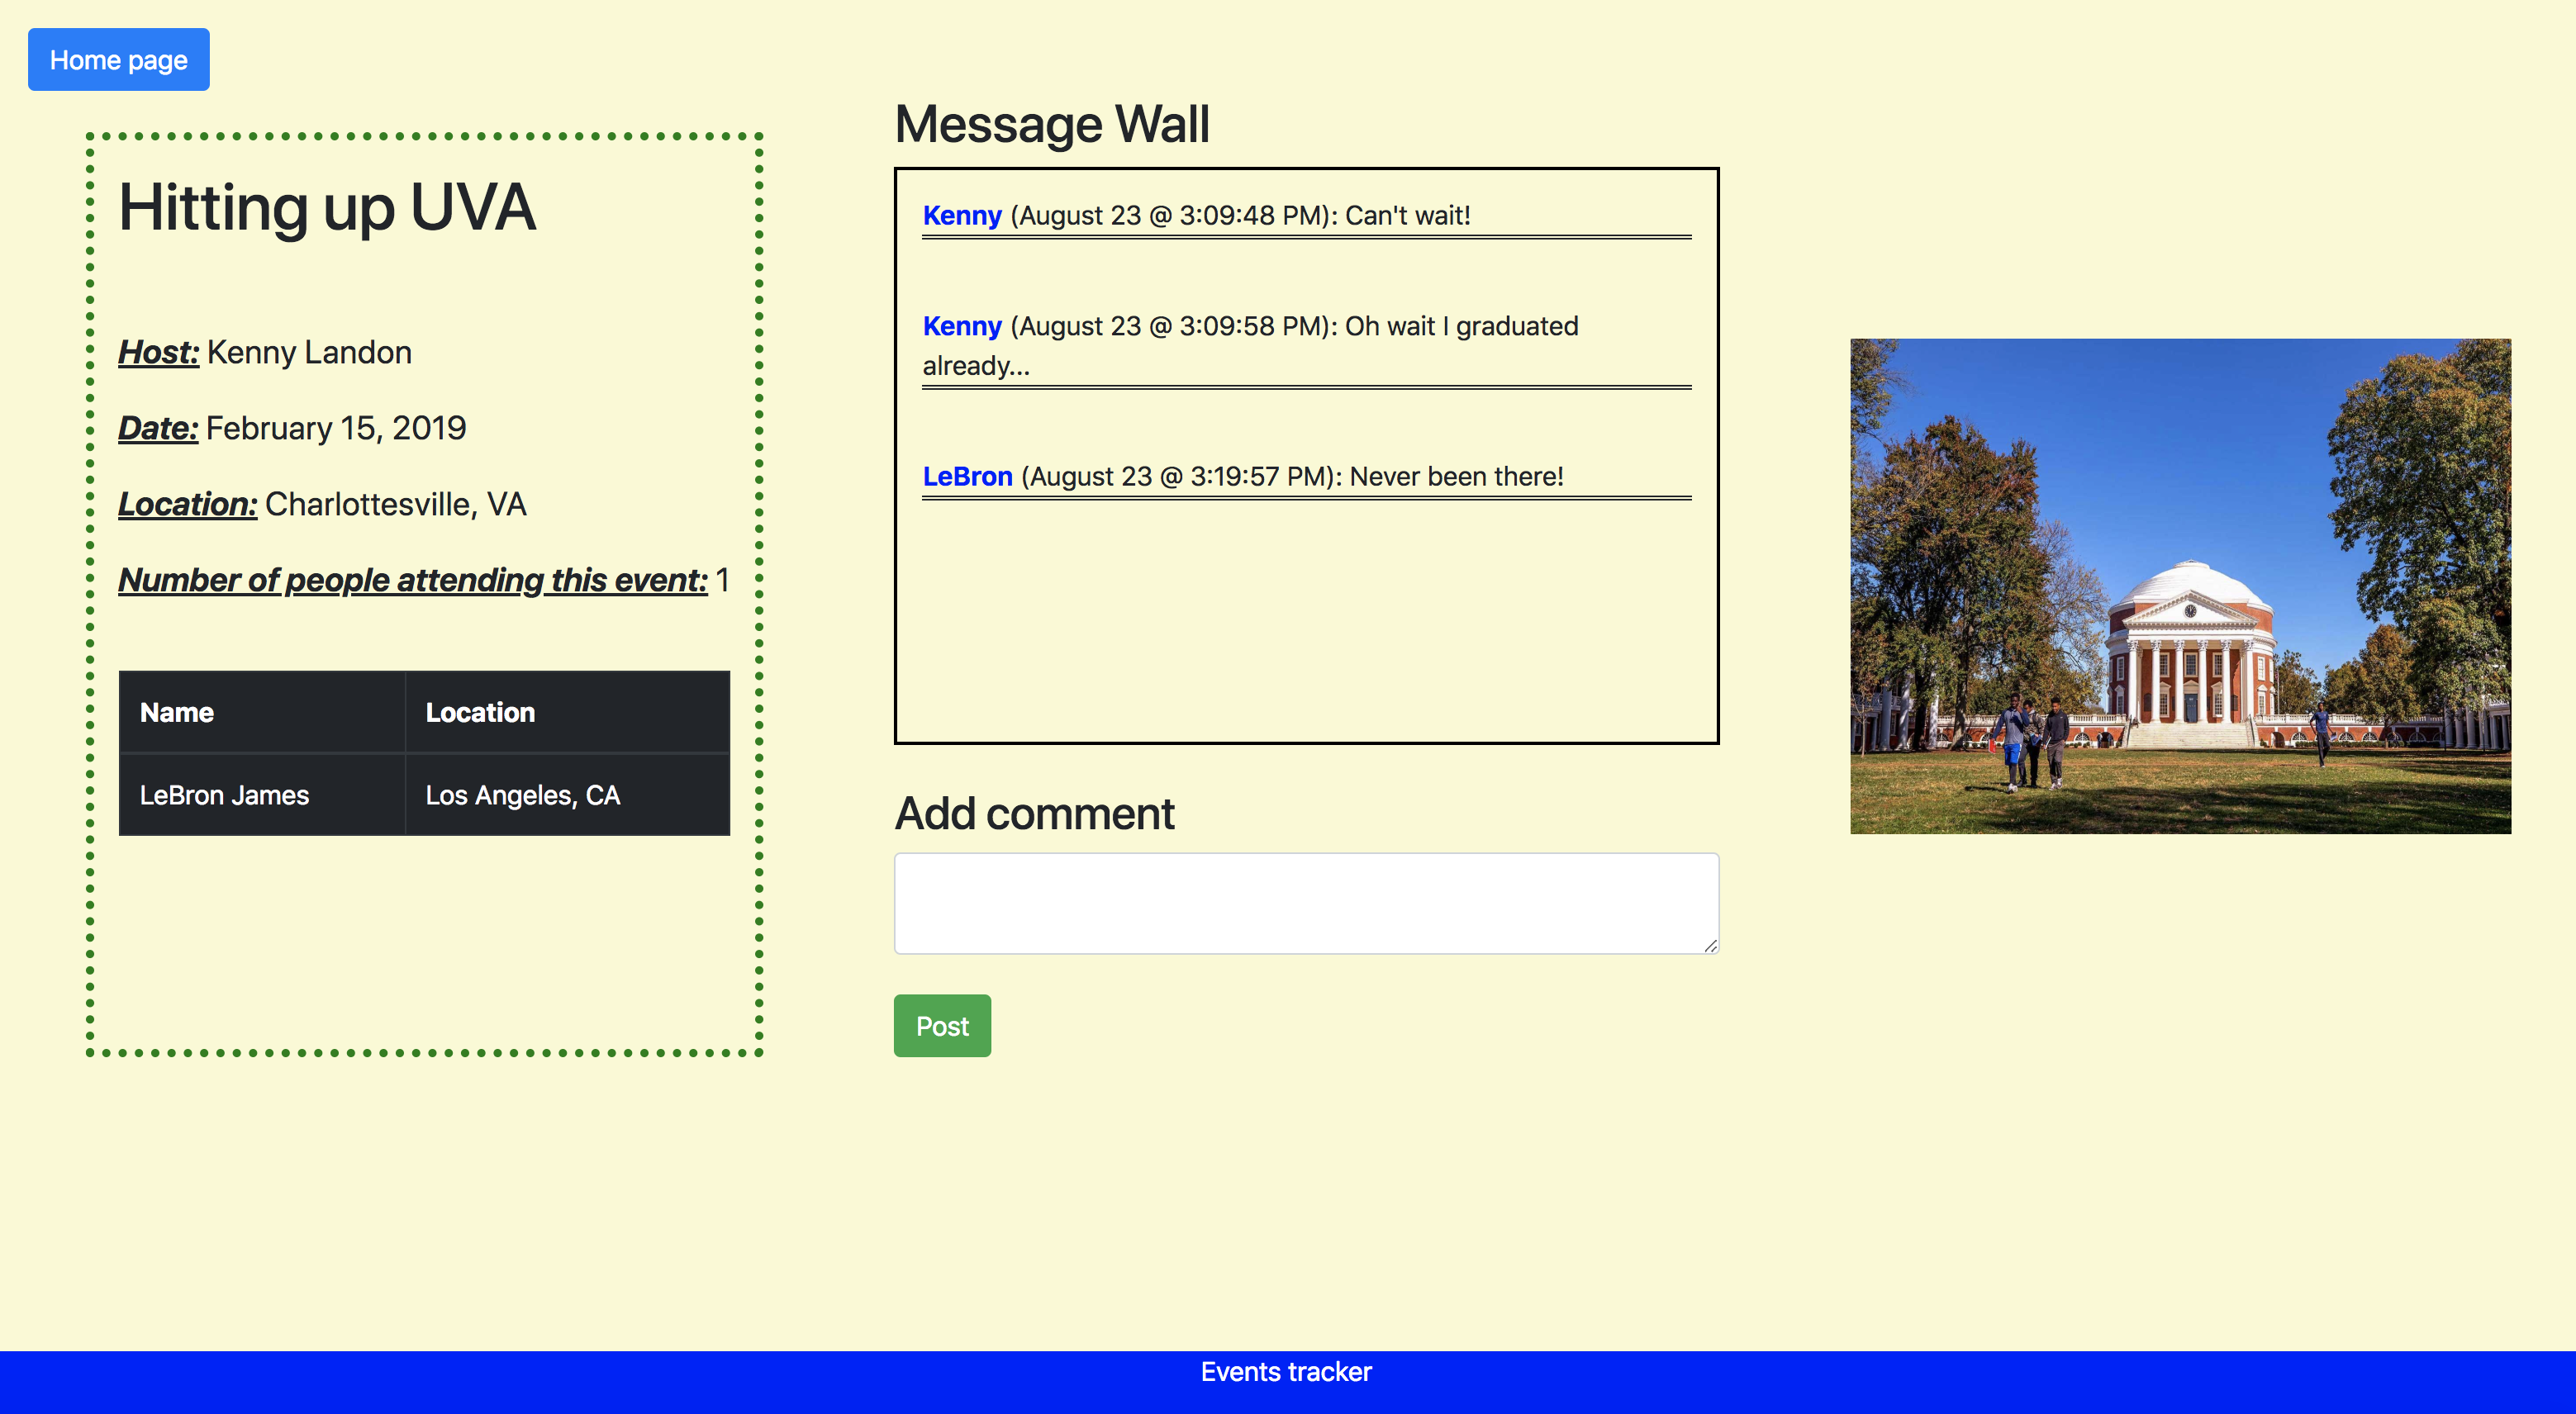 Home page
Hitting up UVA
Host: Kenny Landon
Date: February 15, 2019
Location: Charlottesville, VA
Number of people attending this event: 1
Name Location
LeBron James Los Angeles, CA
Message Wall
Kenny (August 23 @ 3:09:48 PM): Can't wait!
Kenny (August 23 @ 3:09:58 PM): Oh wait I graduated
already...
LeBron (August 23 @ 3:19:57 PM): Never been there!
Add comment
Post
Events tracker